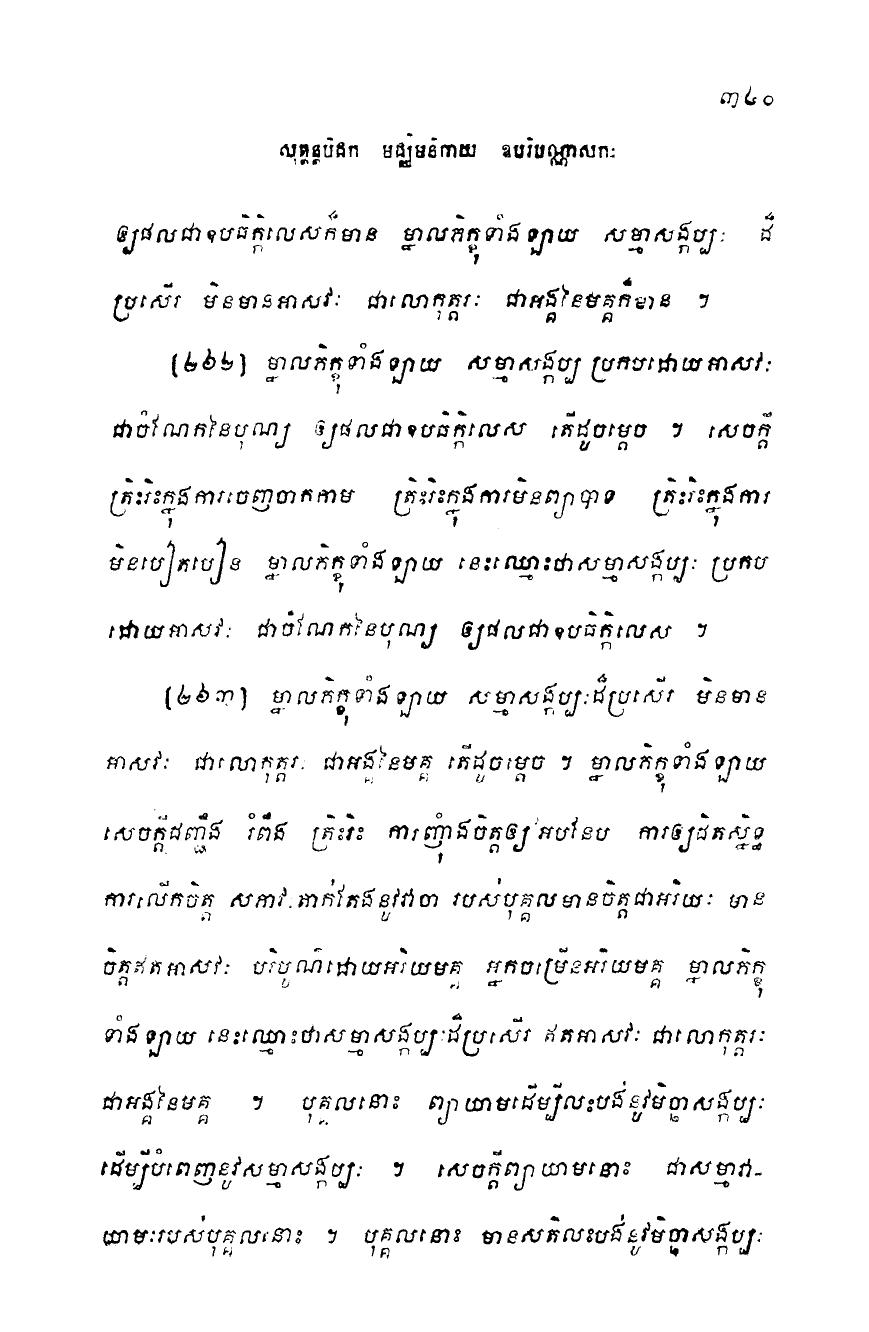 ៣៤០
សុត្តន្តបិដក មជ្ឈិមនិកាយ ឧបរិបណ្ណាសកៈ
ឲ្យផលជាឧបធិក្កិលេសក៏មាន ម្នាលភិក្ខុទាំងឡាយ សម្មាសង្កប្បៈ ដ៏
ប្រសើរ មិនមានអាសវៈ ជាលោកុត្តរៈ ជាអង្គនៃមគ្គក៏មាន ។
(២៦២) ម្នាលភិក្ខុទាំងឡាយ សម្មាសង្កប្ប ប្រកបដោយអាសវៈ
ជាចំណែកនៃបុណ្យ ឲ្យផលជាឧបធិក្កិលេស តើដូចម្តេច ។ សេចក្តី
ត្រិះរិះក្នុងការចេញចាកកាម ត្រិះរិះក្នុងការមិនព្យាបាទ ត្រិះរិះក្នុងការ
មិនបៀតបៀន ម្នាលភិក្ខុទាំងឡាយ នេះឈ្មោះថាសម្មាសង្កប្បៈ ប្រកប
ដោយអាសវៈ ជាចំណែកនៃបុណ្យ ឲ្យផលជាឧបធិក្កិលេស ។
(២៦៣) ម្នាលភិក្ខុទាំងឡាយ សម្មាសង្កប្បៈដ៏ប្រសើរ មិនមាន
អាសវៈ ជាលោកុត្តរៈ ជាអង្គនៃមគ្គ តើដូចម្តេច ។ ម្នាលភិក្ខុទាំងឡាយ
សេចក្តីដញ្ជឹង រំពឹង ត្រិះរិះ ការញុំាងចិត្តឲ្យអបនែប ការឲ្យជិតស្និទ្ធ
ការលើកចិត្ត សភាវៈតាក់តែងនូវវាចា របស់បុគ្គលមានចិត្តជាអរិយៈ មាន
ចិត្តឥតអាសវៈ បរិបូណ៌ដោយអរិយមគ្គ អ្នកចម្រើនអរិយមគ្គ ម្នាលភិក្ខុ
ទាំងឡាយ នេះឈ្មោះថាសម្មាសង្កប្បៈដ៏ប្រសើរ ឥតអាសវៈ ជាលោកុត្តរៈ
ជាអង្គនៃមគ្គ ។ បុគ្គលនោះ ព្យាយាមដើម្បីលះបង់នូវមិច្ឆាសង្កប្បៈ
ដើម្បីបំពេញនូវសម្មាសង្កប្បៈ ។ សេចក្តីព្យាយាមនោះ ជាសម្មាវា-
យាមៈរបស់បុគ្គលនោះ ។ បុគ្គលនោះ មានសតិលះបង់នូវមិច្ឆាសង្កប្បៈ